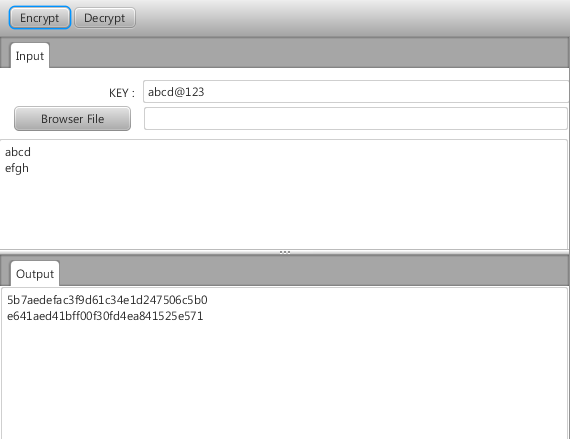 Encrypt Decrypt
Input
KEY : abcd@123
Browser File
abcd
efgh
Output
5b7aedefac3f9d61c34e1d247506c5b0
e641aed41bff00f30fd4ea841525e571